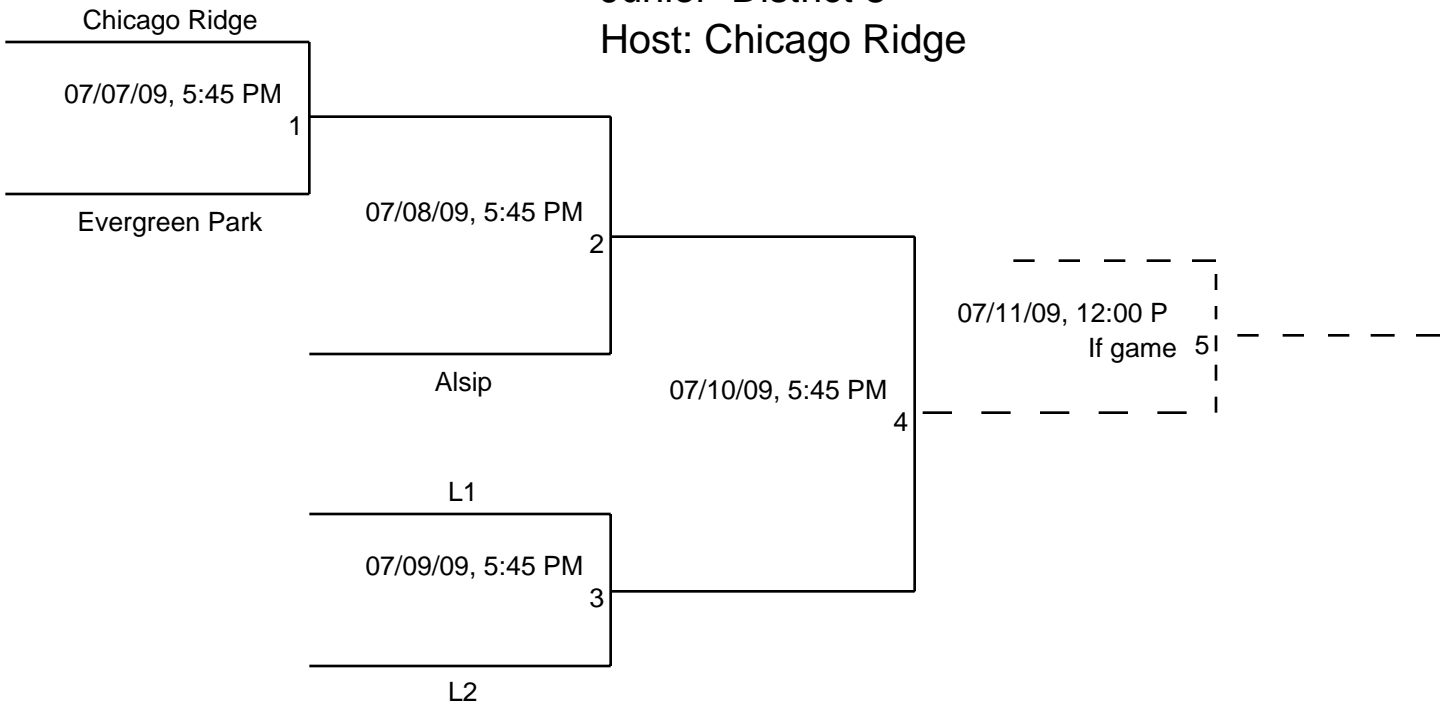 Host: Chicago Ridge
Chicago Ridge
07/07/09, 5:45 PM
1
Evergreen Park
07/08/09, 5:45 PM
2
Alsip
07/11/09, 12:00 P
If game 5
07/10/09, 5:45 PM
4
L1
07/09/09, 5:45 PM
3
L2